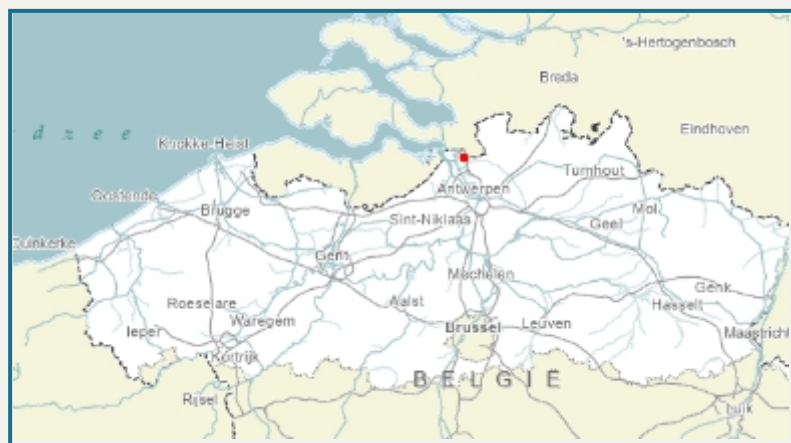 's-Hertogenbosch
Breda
Eindhoven
d z e e
Knokke-Heist
Turnhout
Antwerpen
Oostende
Brugge
Sint-Niklaas
Mol
Geel
Duinkerke
Gent
Mechelen
Genk
Roeselare
Aalst
Hasselt
Ieper
Waregem
Brussel
Leuven
Maastricht
Kortrijk
BELGIË
Rijsel
Luik